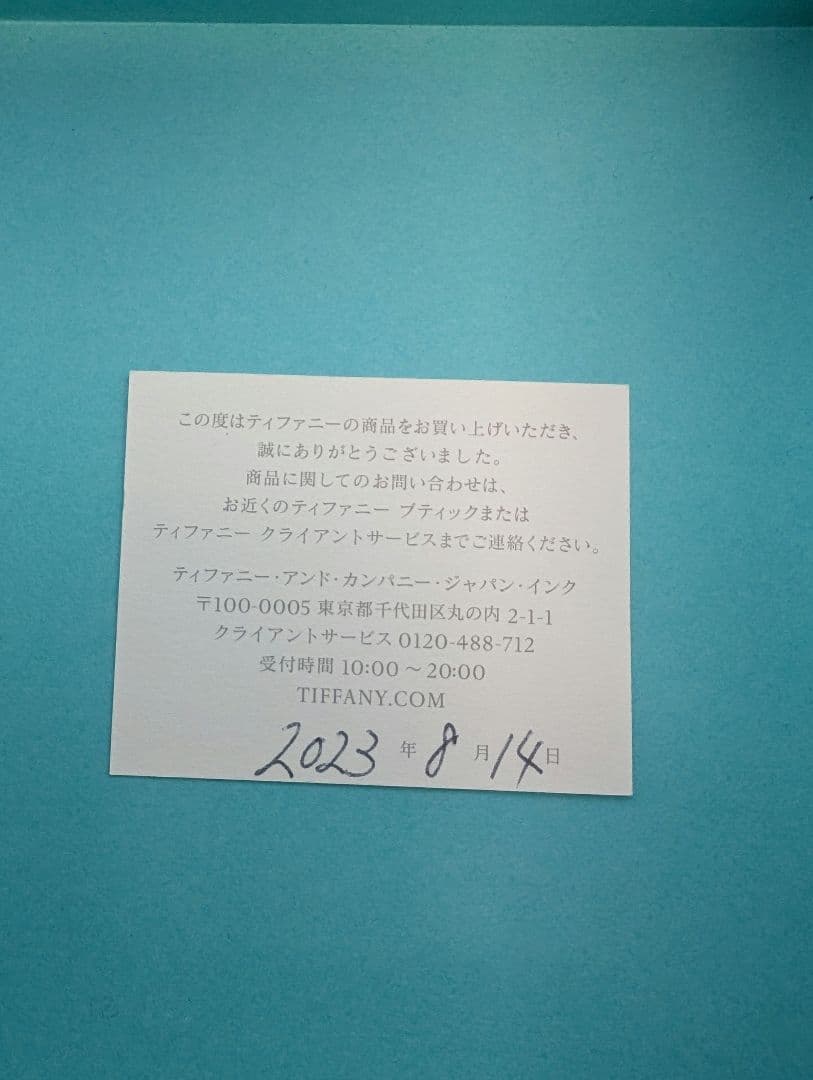 この度はティファニーの商品をお買い上げいただき、
誠にありがとうございました。
商品に関してのお問い合わせは、
お近くのティファニー ブティックまたは
ティファニー クライアントサービスまでご連絡ください。
ティファニー・アンド・カンパニー・ジャパン・インク
〒100-0005 東京都千代田区丸の内 2-1-1
クライアントサービス 0120-488-712
受付時間 10:00 〜 20:00
TIFFANY.COM
2023 年 8 月 14 日